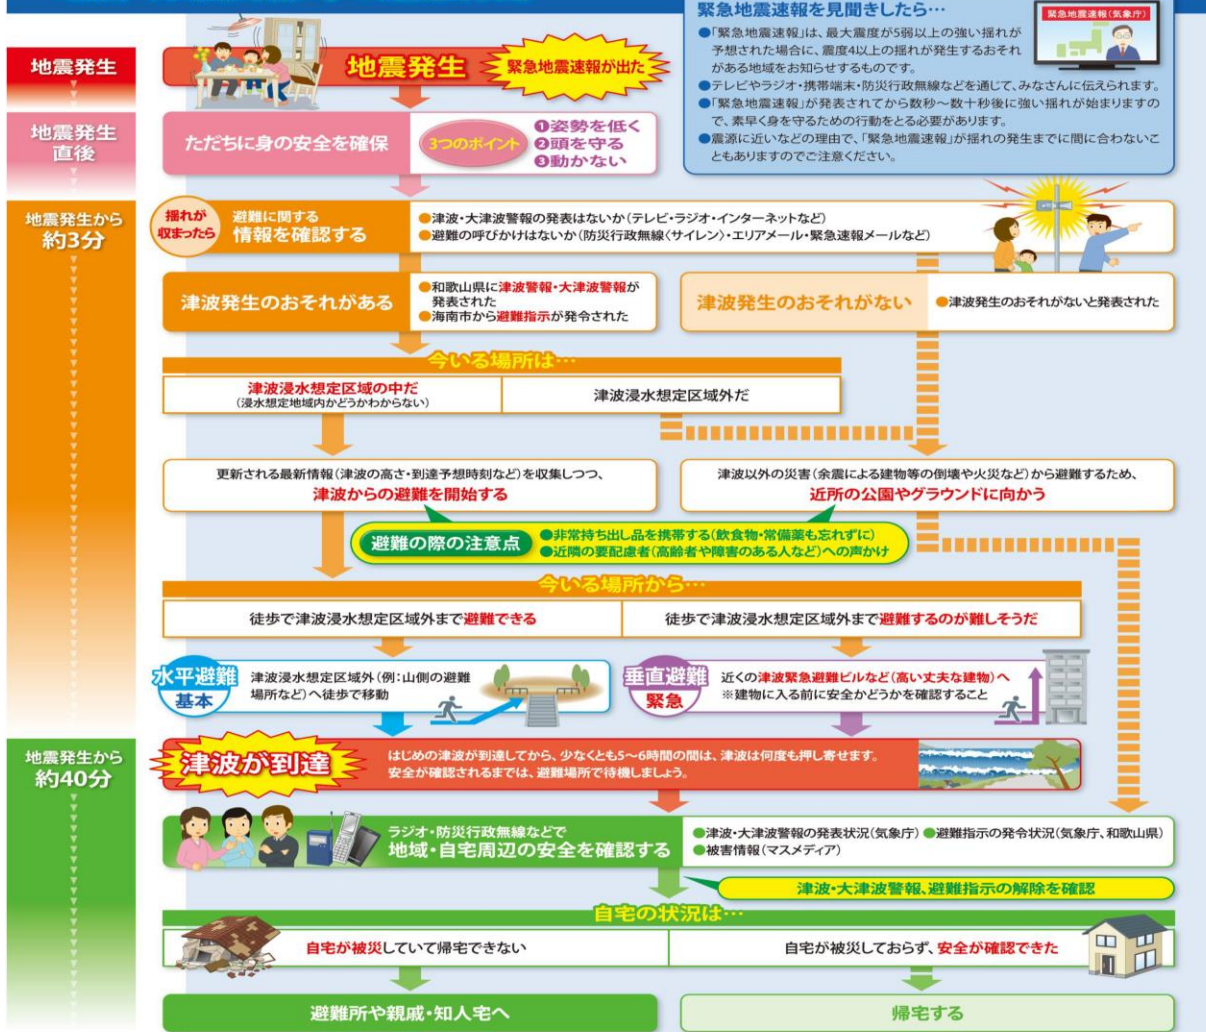 緊急地震速報を見聞きしたら…
●「緊急地震速報」は、最大震度が5弱以上の強い揺れが
予想された場合に、震度4以上の揺れが発生するおそれ
がある地域をお知らせするものです。
●テレビやラジオ・携帯端末・防災行政無線などを通じて、みなさんに伝えられます。
●「緊急地震速報」が発表されてから数秒～数十秒後に強い揺れが始まりますの
で、素早く身を守るための行動をとる必要があります。
●震源に近いなどの理由で、「緊急地震速報」が揺れの発生までに間に合わないこ
ともありますのでご注意ください。
緊急地震速報(気象庁)
地震発生
地震発生
緊急地震速報が出た
地震発生
直後
ただちに身の安全を確保
3つのポイント
❶姿勢を低く
❷頭を守る
❸動かない
地震発生から
約3分
揺れが
収まったら
避難に関する
情報を確認する
●津波・大津波警報の発表はないか(テレビ・ラジオ・インターネットなど)
●避難の呼びかけはないか(防災行政無線〈サイレン〉・エリアメール・緊急速報メールなど)
津波発生のおそれがある
●和歌山県に津波警報・大津波警報が
発表された
●海南市から避難指示が発令された
津波発生のおそれがない
●津波発生のおそれがないと発表された
今いる場所は…
津波浸水想定区域の中だ
(浸水想定地域内かどうかわからない)
津波浸水想定区域外だ
更新される最新情報(津波の高さ・到達予想時刻など)を収集しつつ、
津波からの避難を開始する
津波以外の災害(余震による建物等の倒壊や火災など)から避難するため、
近所の公園やグラウンドに向かう
避難の際の注意点
●非常持ち出し品を携帯する(飲食物・常備薬も忘れずに)
●近隣の要配慮者(高齢者や障害のある人など)への声かけ
今いる場所から…
徒歩で津波浸水想定区域外まで避難できる
徒歩で津波浸水想定区域外まで避難するのが難しそうだ
水平避難
基本
津波浸水想定区域外(例:山側の避難
場所など)へ徒歩で移動
垂直避難
緊急
近くの津波緊急避難ビルなど(高い丈夫な建物)へ
※建物に入る前に安全かどうかを確認すること
地震発生から
約40分
津波が到達
はじめの津波が到達してから、少なくとも5～6時間の間は、津波は何度も押し寄せます。
安全が確認されるまでは、避難場所で待機しましょう。
ラジオ・防災行政無線などで
地域・自宅周辺の安全を確認する
●津波・大津波警報の発表状況(気象庁) ●避難指示の発令状況(気象庁、和歌山県)
●被害情報(マスメディア)
津波・大津波警報、避難指示の解除を確認
自宅の状況は…
自宅が被災していて帰宅できない
自宅が被災しておらず、安全が確認できた
避難所や親戚・知人宅へ
帰宅する